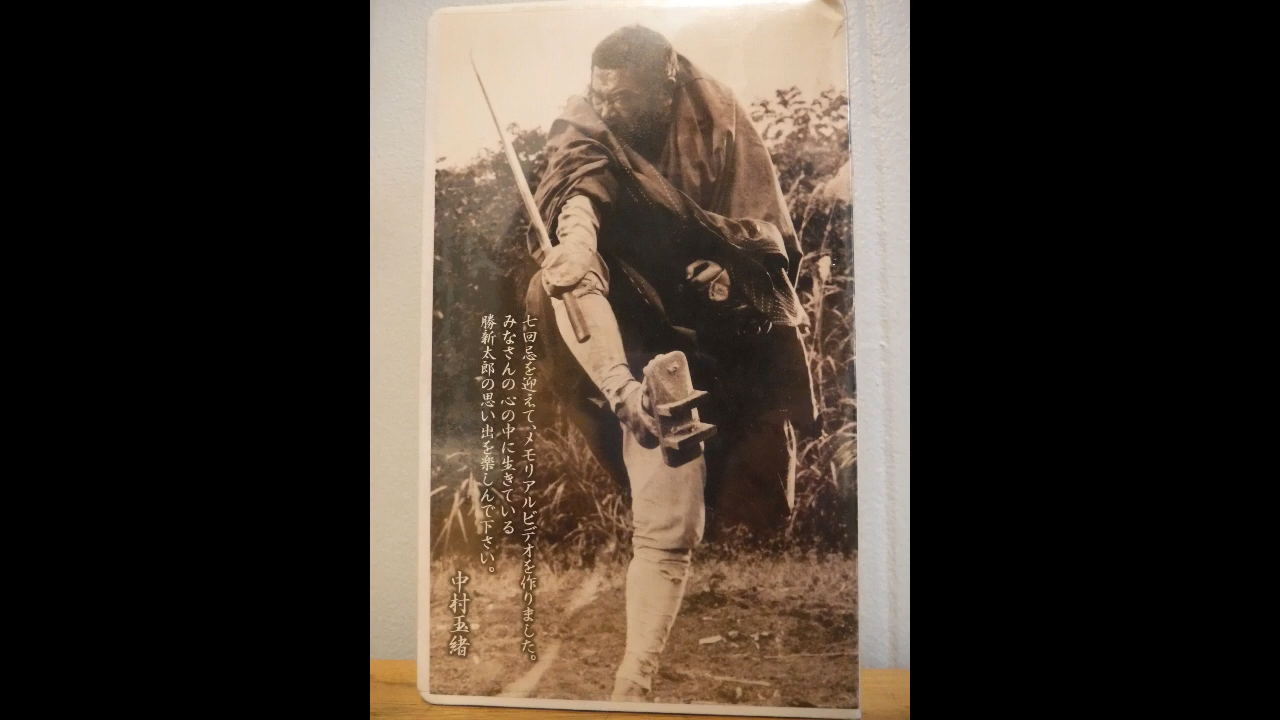 七回忌を迎えて、メモリアルビデオを作りました。
みなさんの心の中に生きている
勝新太郎の思い出を楽しんで下さい。
中村玉緒